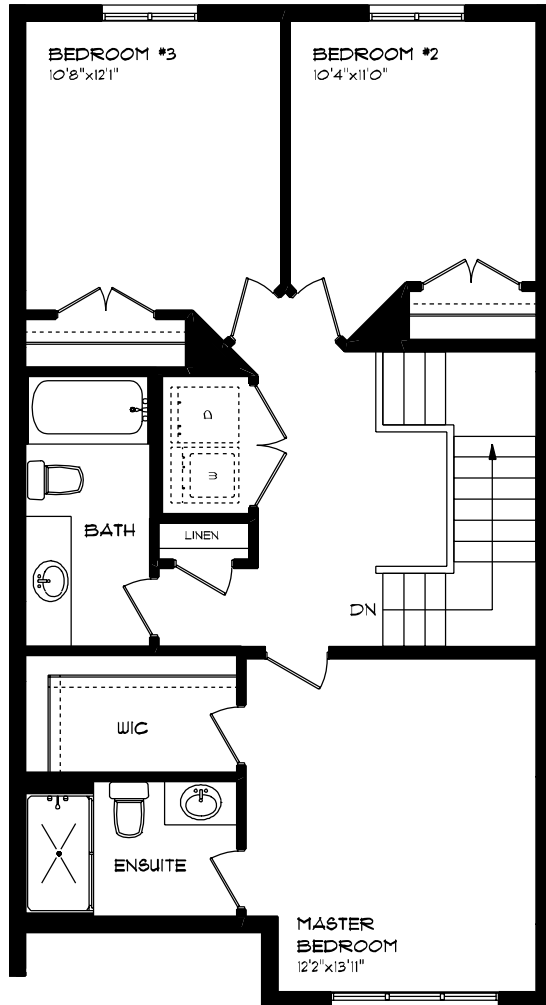 BEDROOM #3
10'8"x12'1"
BEDROOM #2
10'4"x11'0"
D
W
LINEN
BATH
DN
WIC
ENSUITE
MASTER
BEDROOM
12'2"x13'11"